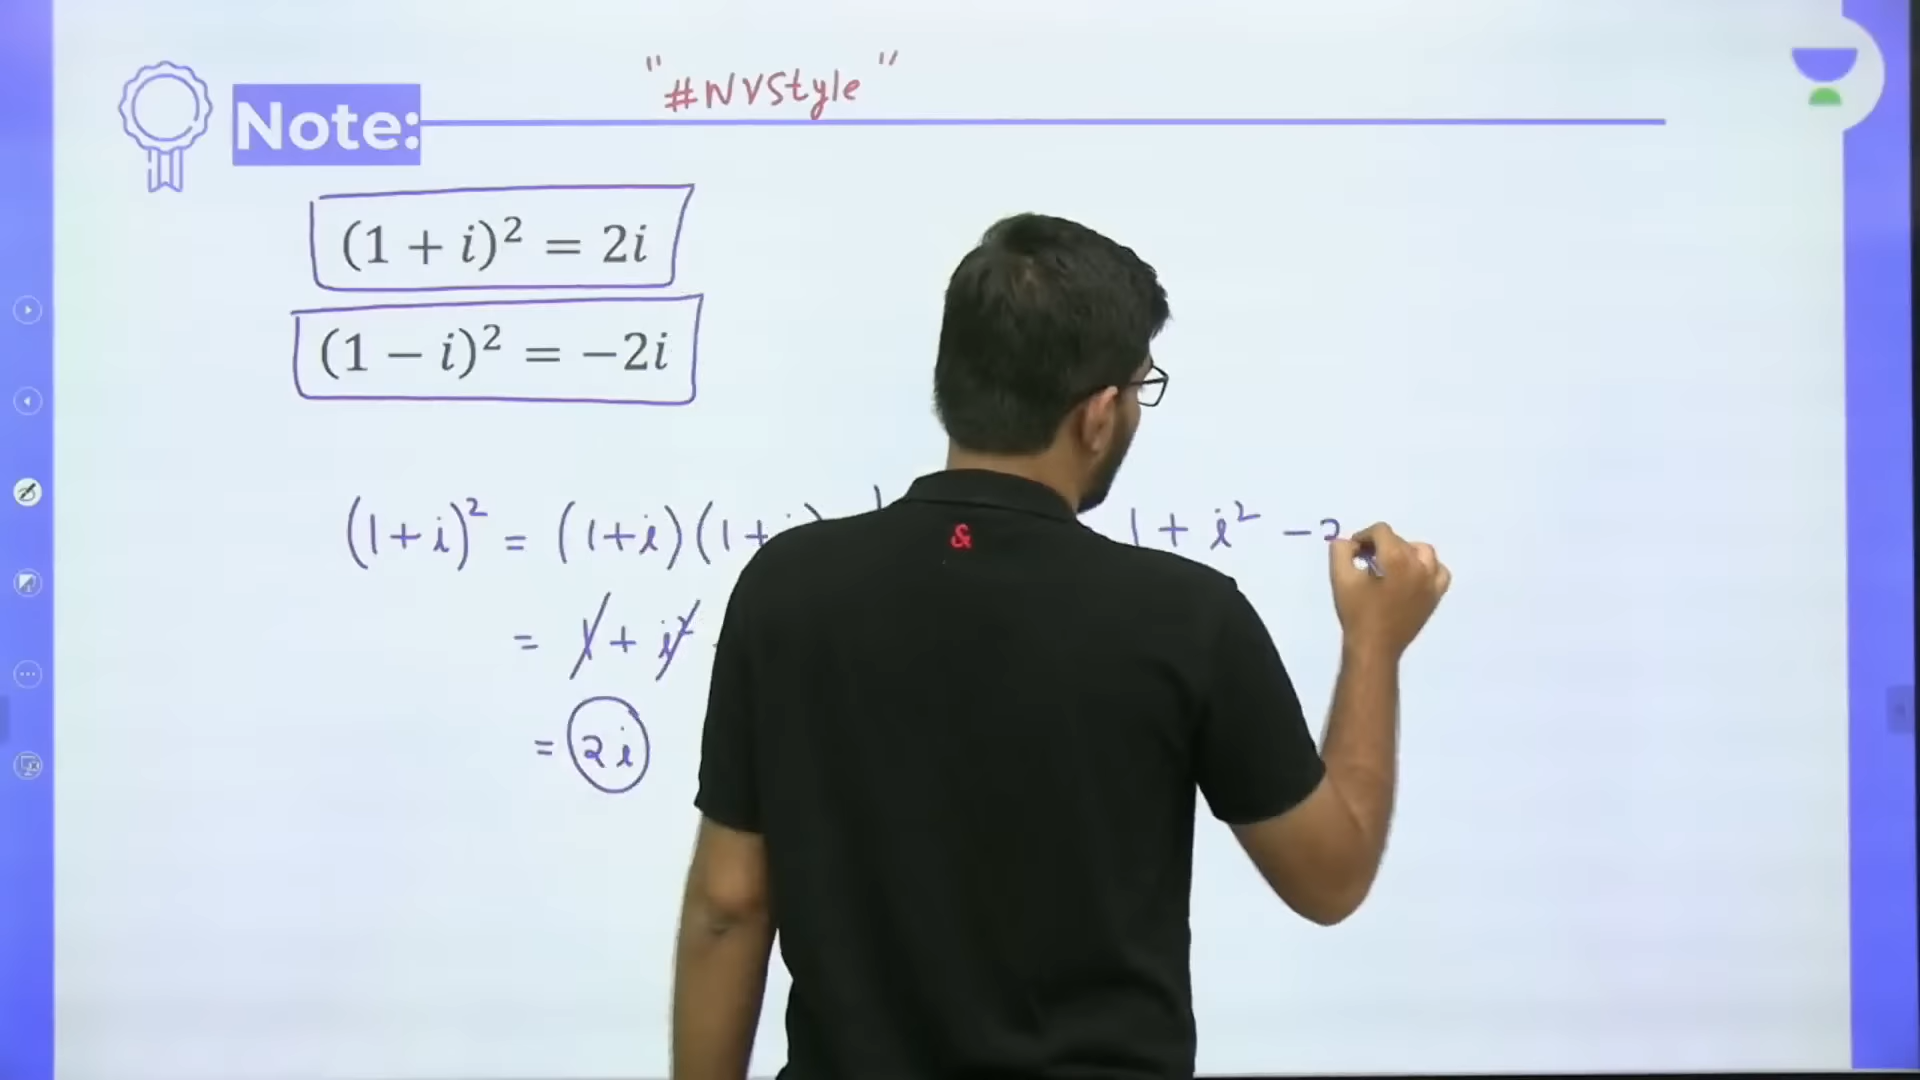 "#NVStyle"
Note:
(1 + i)² = 2i
(1 − i)² = −2i
(1+i)² = (1+i)(1+i)
1 + i² −2
= 1 + i²
= 2i
&